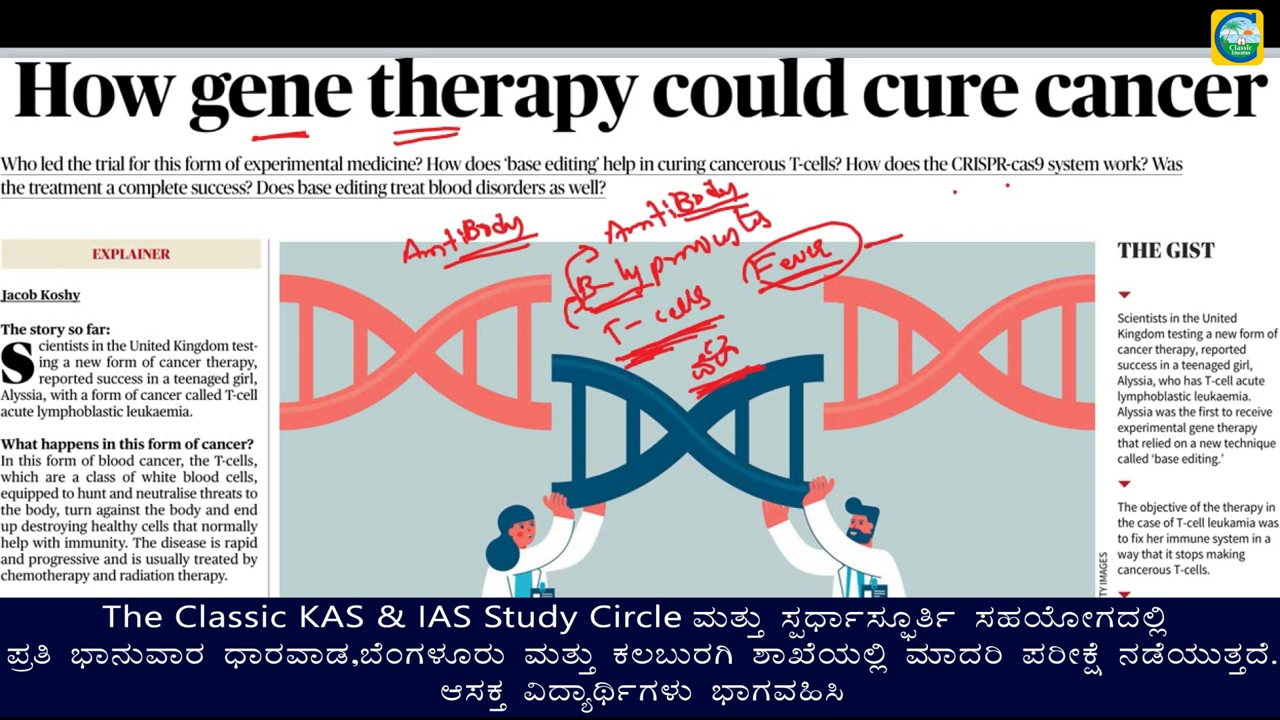 Classic
Education
How gene therapy could cure cancer
Who led the trial for this form of experimental medicine? How does ‘base editing’ help in curing cancerous T-cells? How does the CRISPR-cas9 system work? Was
the treatment a complete success? Does base editing treat blood disorders as well?
AntiBody
AntiBody
B-
Fever
T-cells
EXPLAINER
Jacob Koshy
The story so far:
Scientists in the United Kingdom test-
ing a new form of cancer therapy,
reported success in a teenaged girl,
Alyssia, with a form of cancer called T-cell
acute lymphoblastic leukaemia.
What happens in this form of cancer?
In this form of blood cancer, the T-cells,
which are a class of white blood cells,
equipped to hunt and neutralise threats to
the body, turn against the body and end
up destroying healthy cells that normally
help with immunity. The disease is rapid
and progressive and is usually treated by
chemotherapy and radiation therapy.
THE GIST
Scientists in the United
Kingdom testing a new form of
cancer therapy, reported
success in a teenaged girl,
Alyssia, who has T-cell acute
lymphoblastic leukaemia.
Alyssia was the first to receive
experimental gene therapy
that relied on a new technique
called ‘base editing.’
The objective of the therapy in
the case of T-cell leukamia was
to fix her immune system in a
way that it stops making
cancerous T-cells.
TY IMAGES
The Classic KAS & IAS Study Circle ಮತ್ತು ಸ್ಪರ್ಧಾಸ್ಫೂರ್ತಿ ಸಹಯೋಗದಲ್ಲಿ
ಪ್ರತಿ ಭಾನುವಾರ ಧಾರವಾಡ,ಬೆಂಗಳೂರು ಮತ್ತು ಕಲಬುರಗಿ ಶಾಖೆಯಲ್ಲಿ ಮಾದರಿ ಪರೀಕ್ಷೆ ನಡೆಯುತ್ತದೆ.
ಆಸಕ್ತ ವಿದ್ಯಾರ್ಥಿಗಳು ಭಾಗವಹಿಸಿ